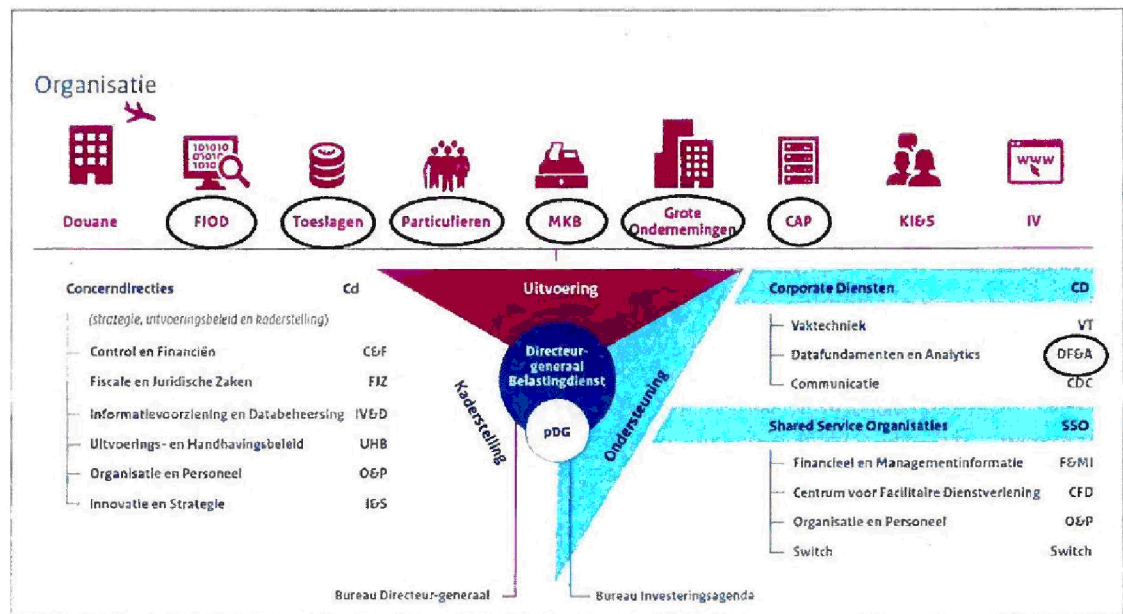 Organisatie
10101
0101
1010
www
Douane
FIOD
Toeslagen
Particulieren
MKB
Grote
Ondernemingen
CAP
KI&S
IV
Concerndirecties Cd
(strategie, uitvoeringsbeleid en kaderstelling)
Control en Financiën C&F
Fiscale en Juridische Zaken FJZ
Informatievoorziening en Databeheersing IV&D
Uitvoerings- en Handhavingsbeleid UHB
Organisatie en Personeel O&P
Innovatie en Strategie I&S
Uitvoering
Directeur-
generaal
Belastingdienst
pDG
Kaderstelling
Ondersteuning
Corporate Diensten CD
Vaktechniek VT
Datafundamenten en Analytics DF&A
Communicatie CDC
Shared Service Organisaties SSO
Financieel en Managementinformatie F&MI
Centrum voor Facilitaire Dienstverlening CFD
Organisatie en Personeel O&P
Switch Switch
Bureau Directeur-generaal
Bureau Investeringsagenda